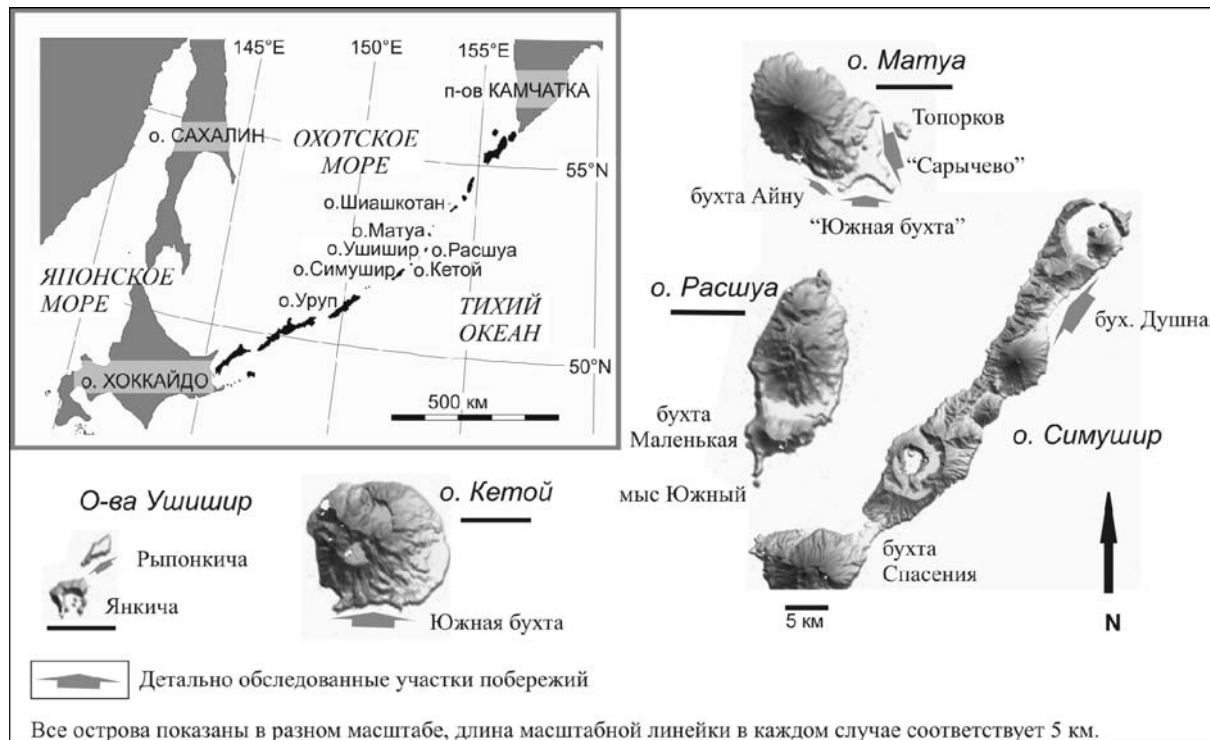 145°E
150°E
155°E
п-ов КАМЧАТКА
о. САХАЛИН
ОХОТСКОЕ
МОРЕ
55°N
о.Шиашкотан
о.Матуа
о.Ушишир
о.Расшуа
о.Симушир
о.Кетой
ЯПОНСКОЕ
МОРЕ
о.Уруп
ТИХИЙ
ОКЕАН
50°N
о. ХОККАЙДО
500 км
о. Матуа
Топорков
“Сарычево”
бухта Айну
“Южная бухта”
о. Расшуа
бухта
Маленькая
мыс Южный
бух. Душна
о. Симушир
бухта
Спасения
5 км
N
О-ва Ушишир
Рыпонкича
Янкича
о. Кетой
Южная бухта
Детально обследованные участки побережий
Все острова показаны в разном масштабе, длина масштабной линейки в каждом случае соответствует 5 км.